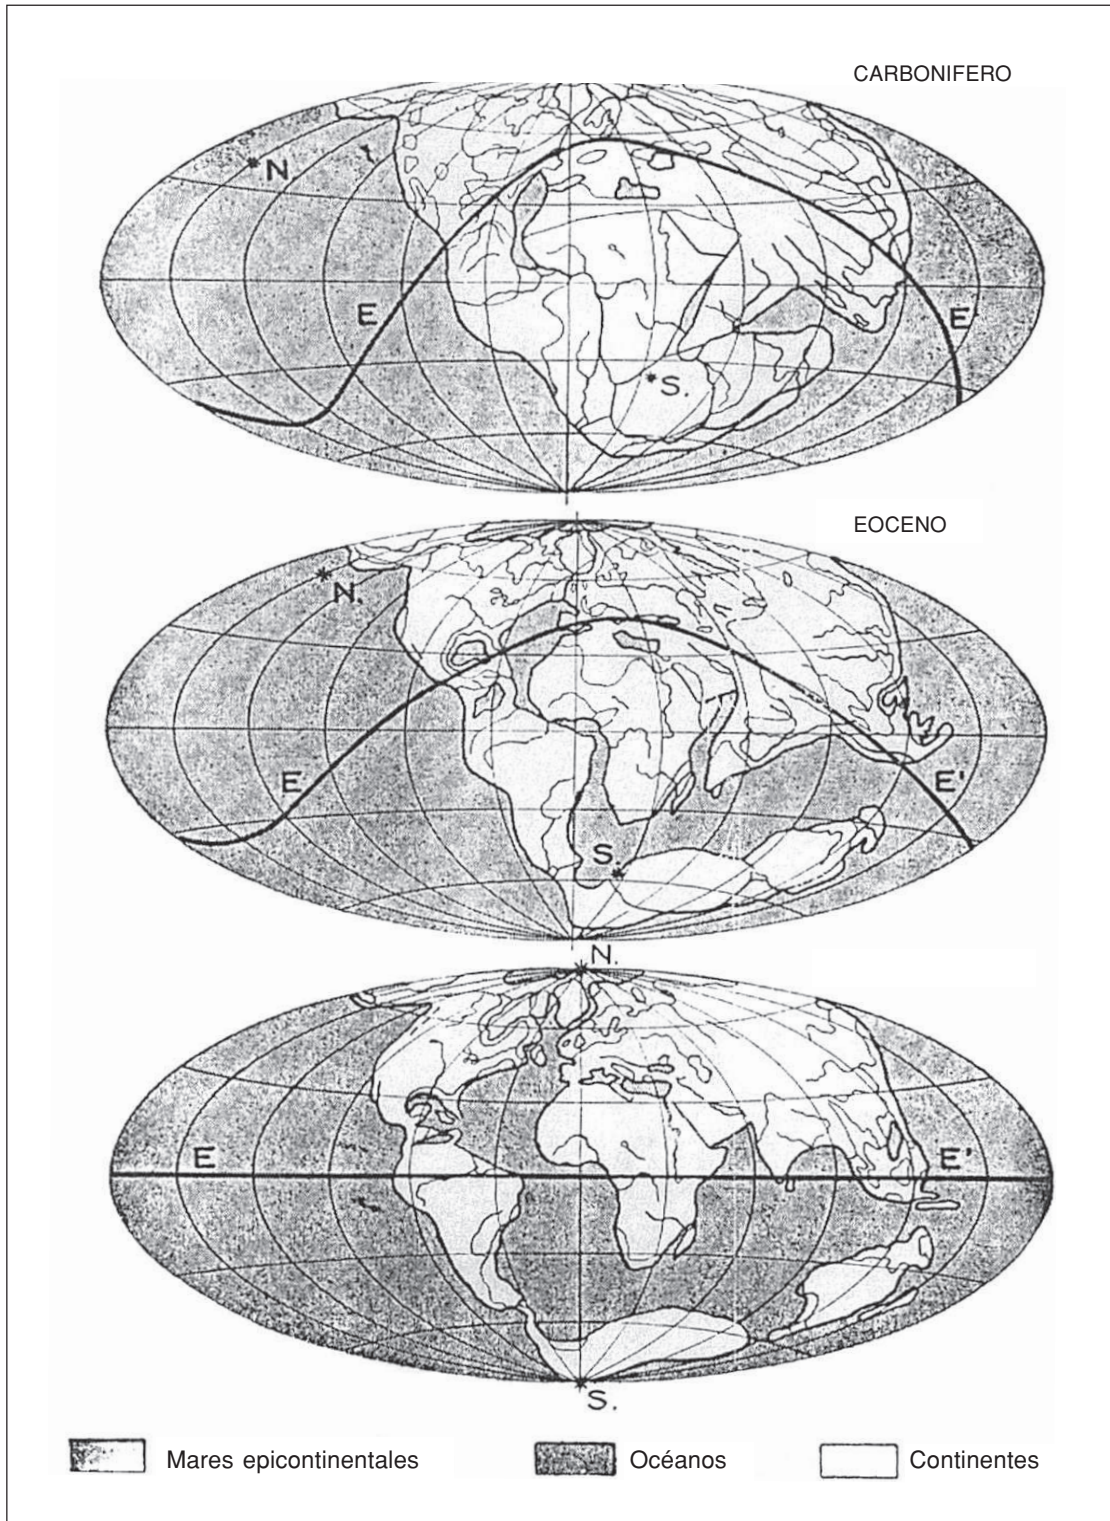 CARBONIFERO
N
E
E'
S.
EOCENO
N.
E
E'
S.
N.
E
E'
S.
Mares epicontinentales
Océanos
Continentes